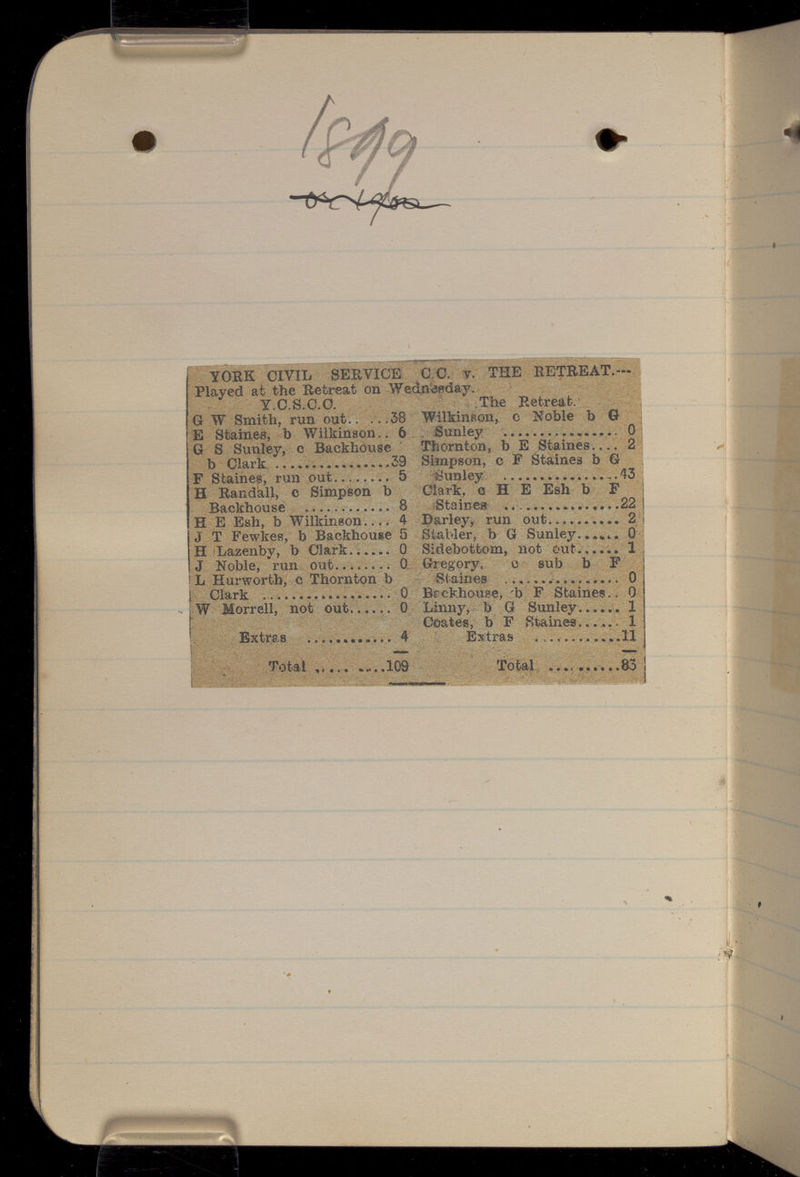 1899
or 1900
YORK CIVIL SERVICE C.C. v. THE RETREAT.--
Played at the Retreat on Wednesday.
Y.C.S.C.C.
G W Smith, run out.. ...38
E Staines, b Wilkinson.. 6
G S Sunley, c Backhouse
b Clark ................39
F Staines, run out........ 5
H Randall, c Simpson b
Backhouse ............ 8
H E Esh, b Wilkinson.... 4
J T Fewkes, b Backhouse 5
H Lazenby, b Clark...... 0
J Noble, run out........ 0
L Hurworth, c Thornton b
Clark ................. 0
W Morrell, not out...... 0
Extras ............ 4
Total ..... ....109
The Retreat.
Wilkinson, c Noble b G
Sunley ............... 0
Thornton, b E Staines.... 2
Simpson, c F Staines b G
Sunley ...............43
Clark, c H E Esh b F
Staines ...............22
Darley, run out.......... 2
Stabler, b G Sunley...... 0
Sidebottom, not out...... 1
Gregory, c sub b F
Staines ............... 0
Backhouse, b F Staines.. 0
Linny, b G Sunley...... 1
Coates, b F Staines...... 1
Extras ............11
Total ..........83